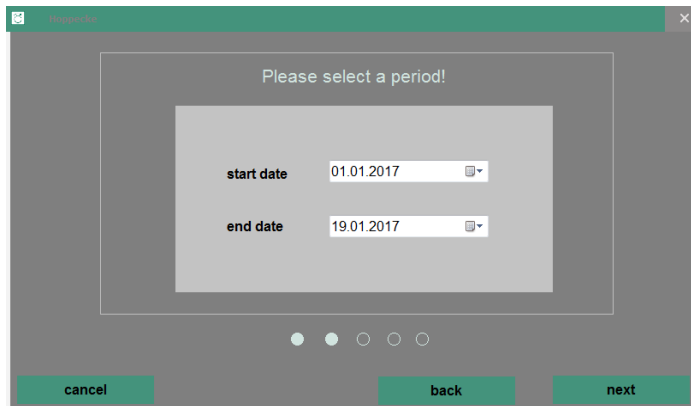 Please select a period!
start date 01.01.2017
end date 19.01.2017
cancel back next